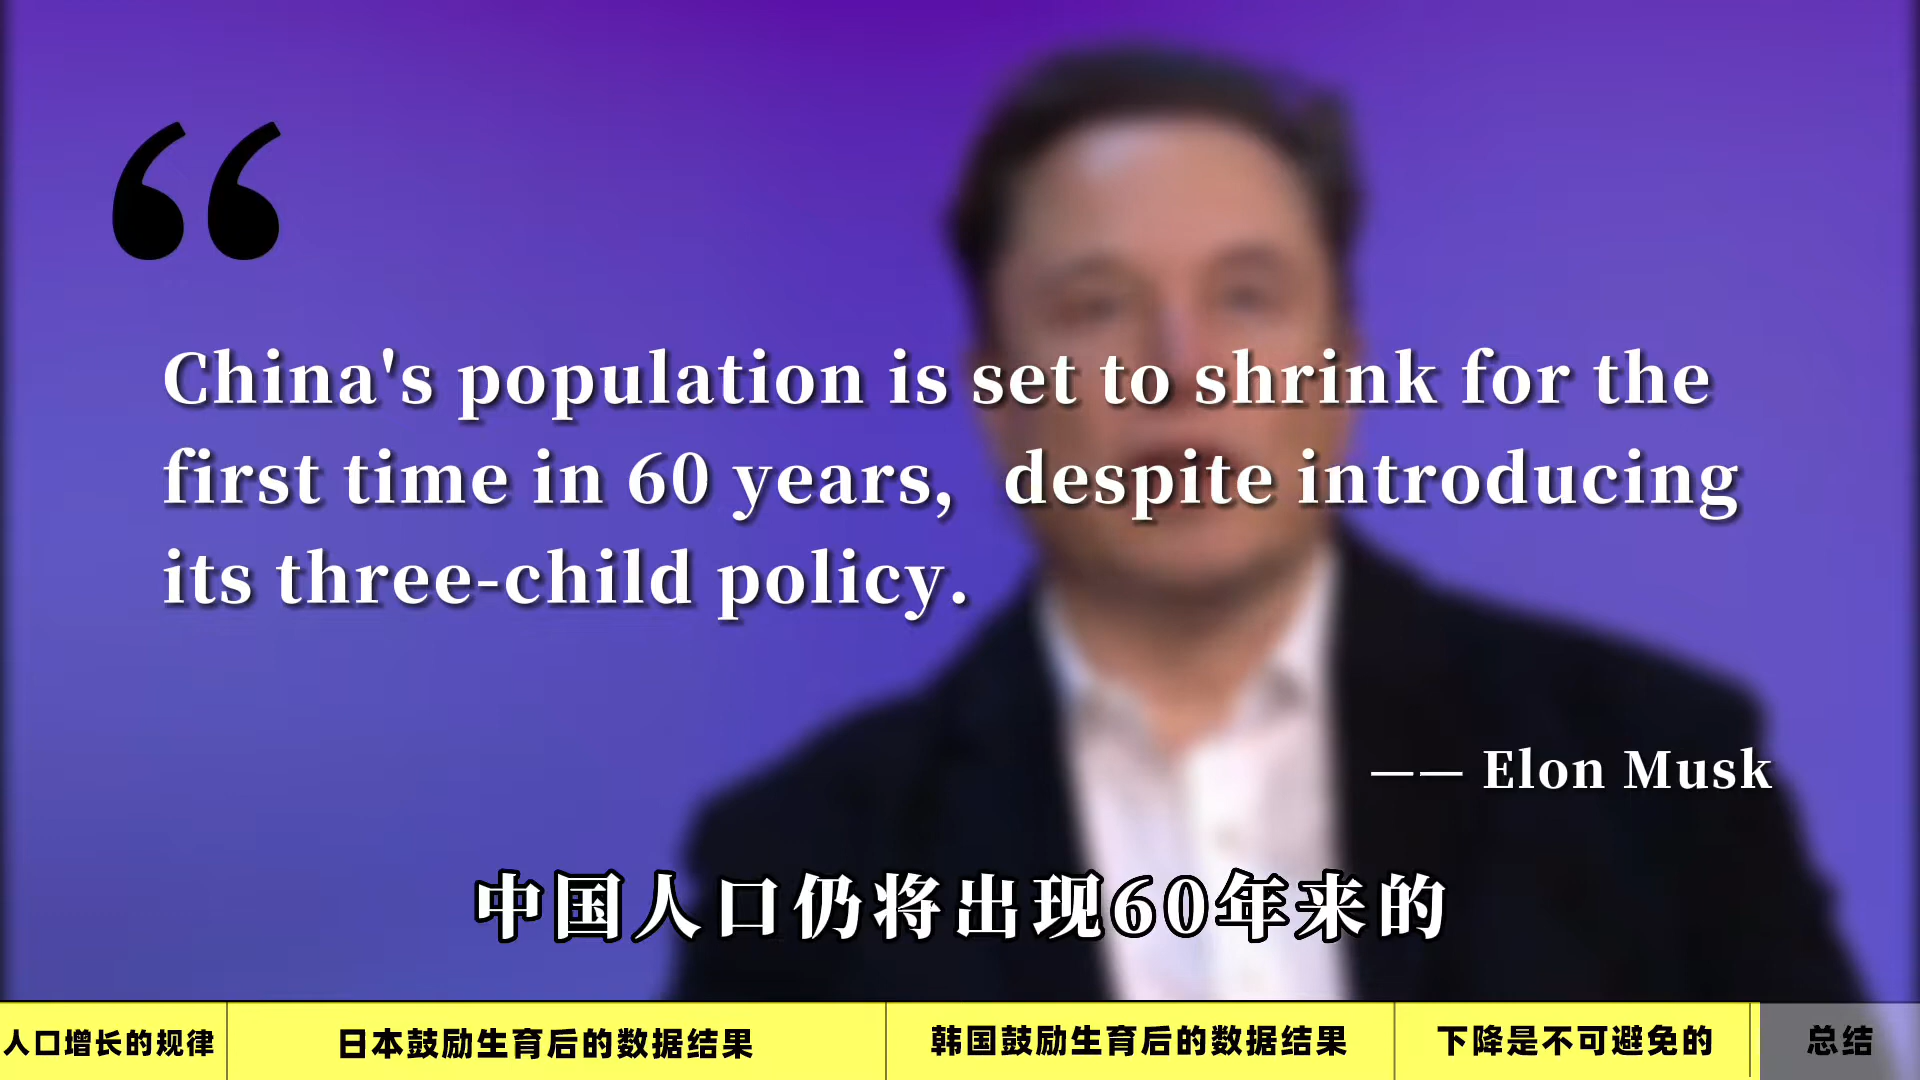 “
China's population is set to shrink for the
first time in 60 years, despite introducing
its three-child policy.
—— Elon Musk
中国人口仍将出现60年来的
人口增长的规律
日本鼓励生育后的数据结果
韩国鼓励生育后的数据结果
下降是不可避免的
总结